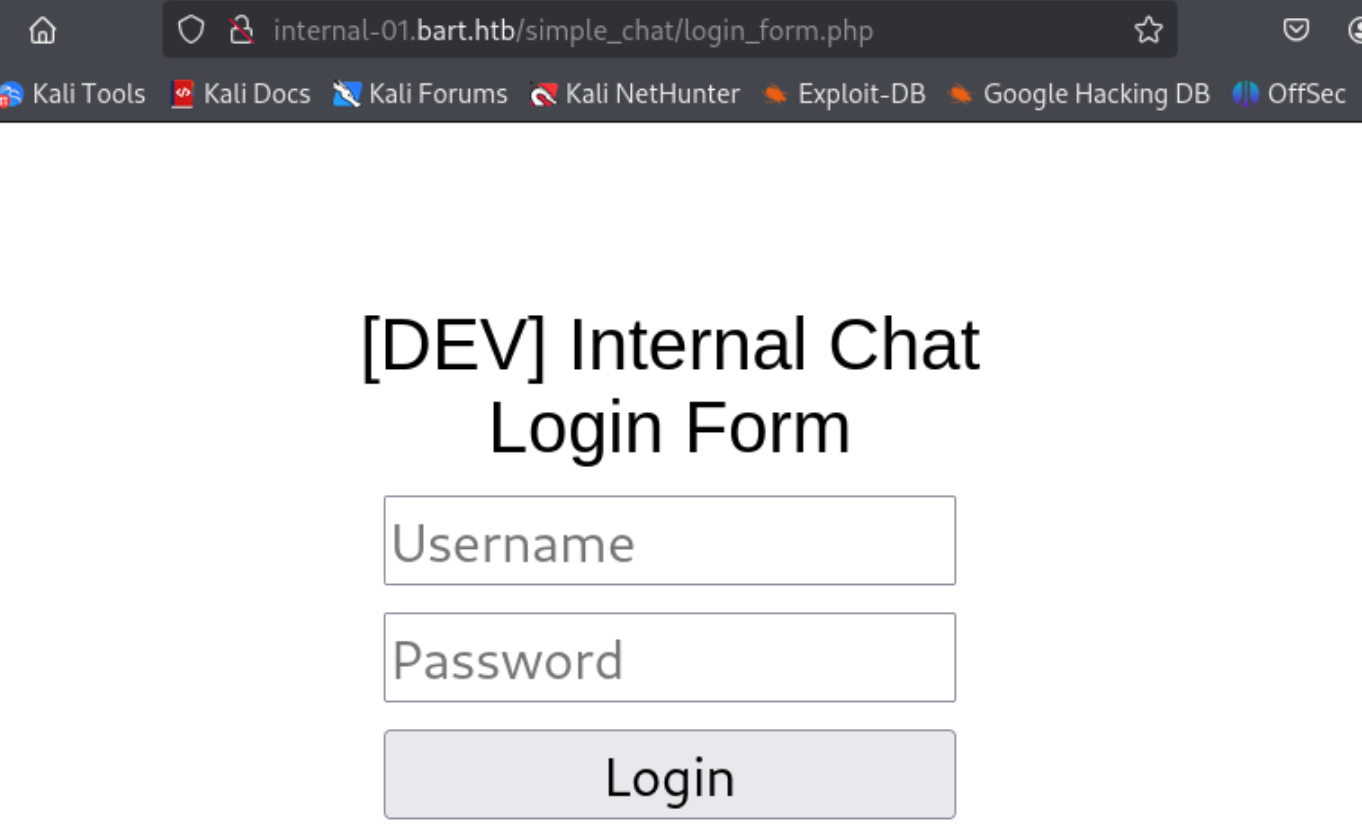 internal-01.bart.htb/simple_chat/login_form.php
Kali Tools Kali Docs Kali Forums Kali NetHunter Exploit-DB Google Hacking DB OffSec
[DEV] Internal Chat
Login Form
Username
Password
Login